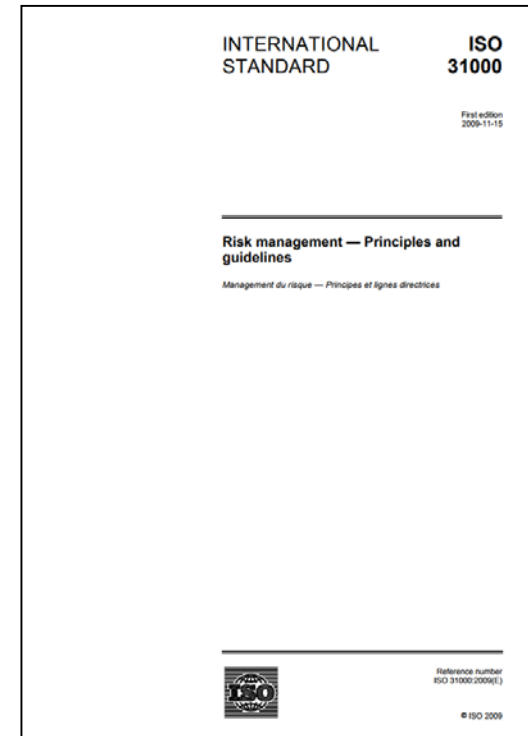 INTERNATIONAL
STANDARD
ISO
31000
First edition
2009-11-15
Risk management — Principles and
guidelines
Management du risque — Principes et lignes directrices
ISO
Reference number
ISO 31000:2009(E)
© ISO 2009